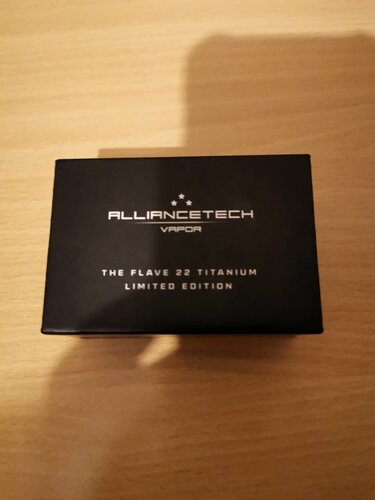 ALLIANCETECH
VAPOR
THE FLAVE 22 TITANIUM
LIMITED EDITION